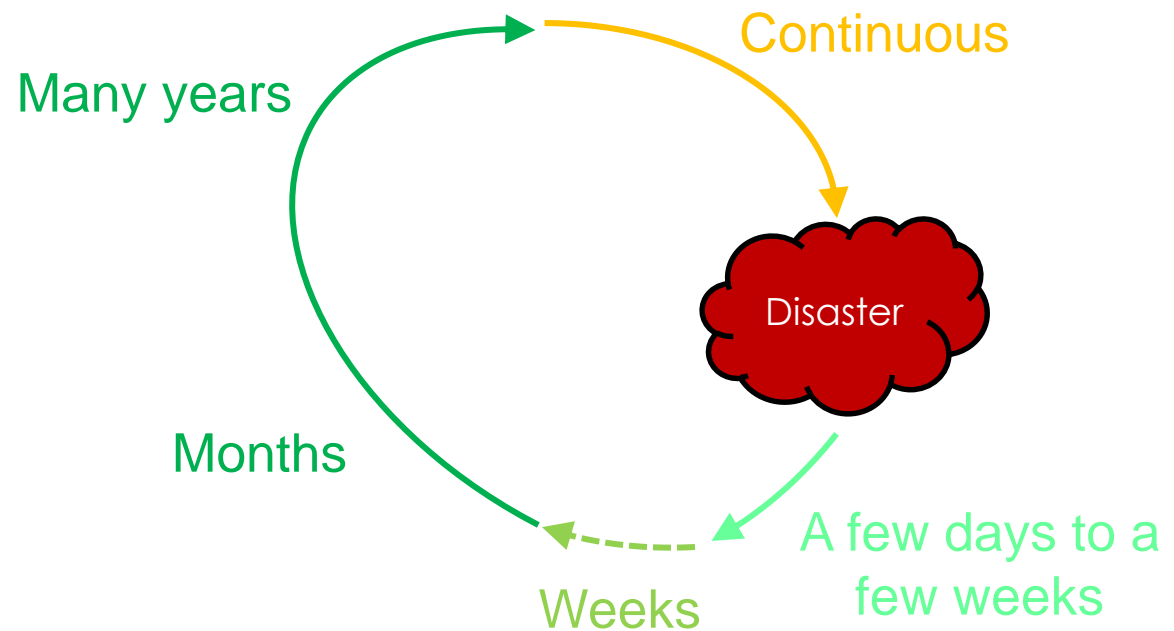 Continuous
Many years
Disaster
Months
A few days to a
few weeks
Weeks